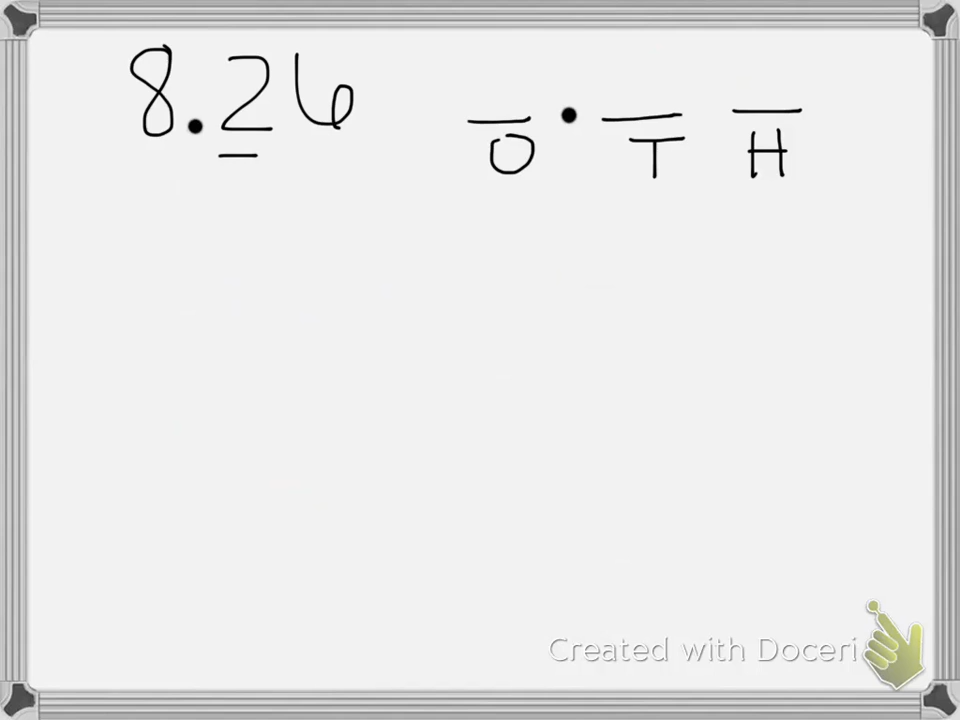 8.26 _ . _ _
O T H
Created with Doceri